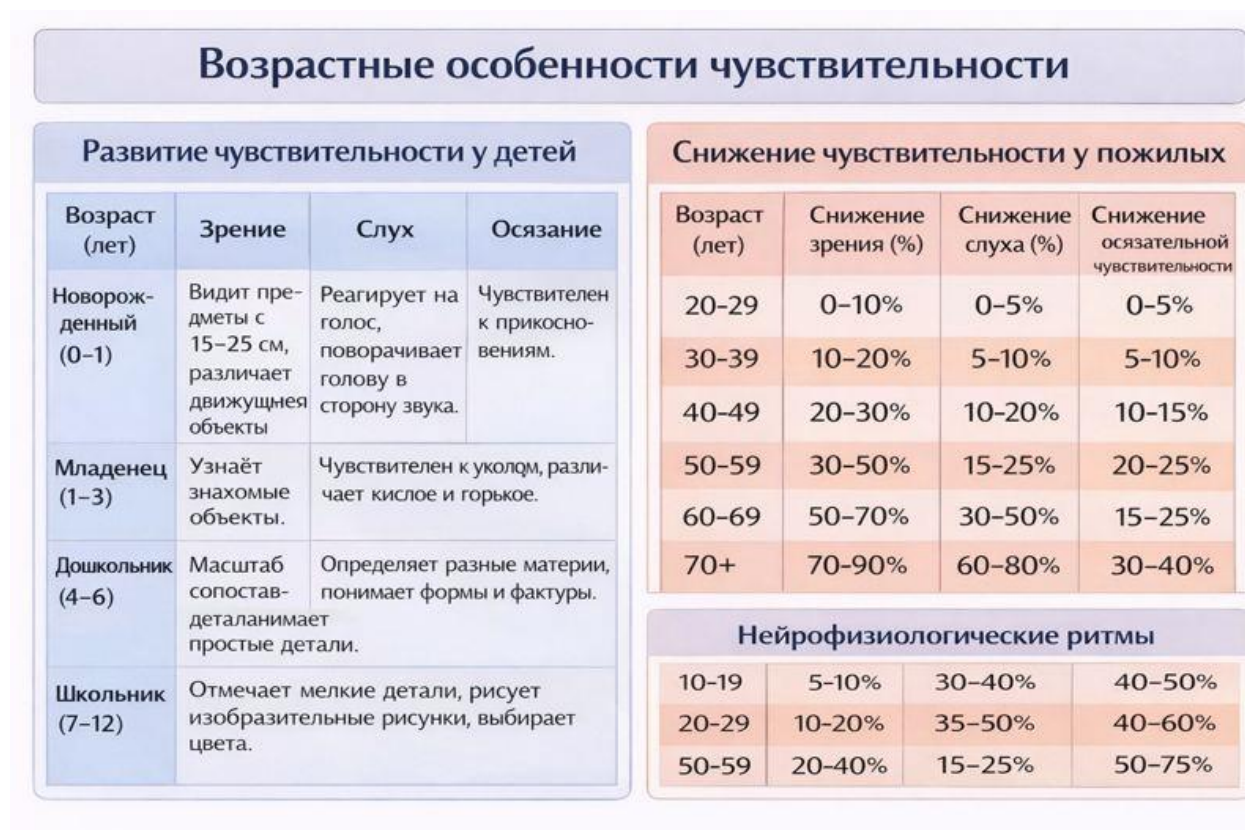 Возрастные особенности чувствительности
Развитие чувствительности у детей
Возраст (лет) Зрение Слух Осязание
Новорож-
денный
(0–1)
Видит пре-
дметы с
15–25 см,
различает
движущнея
объекты
Реагирует на
голос,
поворачивает
голову в
сторону звука.
Чувствителен
к прикосно-
вениям.
Младенец
(1–3)
Узнаёт
знахомые
объекты.
Чувствителен к уколом, разли-
чает кислое и горькое.
Дошкольник
(4–6)
Масштаб
сопостав-
деталанимает
простые детали.
Определяет разные материи,
понимает формы и фактуры.
Школьник
(7–12)
Отмечает мелкие детали, рисует
изобразительные рисунки, выбирает
цвета.
Снижение чувствительности у пожилых
Возраст
(лет)
Снижение
зрения (%)
Снижение
слуха (%)
Снижение
осязательной
чувствительности
20–29 0–10% 0–5% 0–5%
30–39 10–20% 5–10% 5–10%
40–49 20–30% 10–20% 10–15%
50–59 30–50% 15–25% 20–25%
60–69 50–70% 30–50% 15–25%
70+ 70–90% 60–80% 30–40%
Нейрофизиологические ритмы
10–19 5–10% 30–40% 40–50%
20–29 10–20% 35–50% 40–60%
50–59 20–40% 15–25% 50–75%